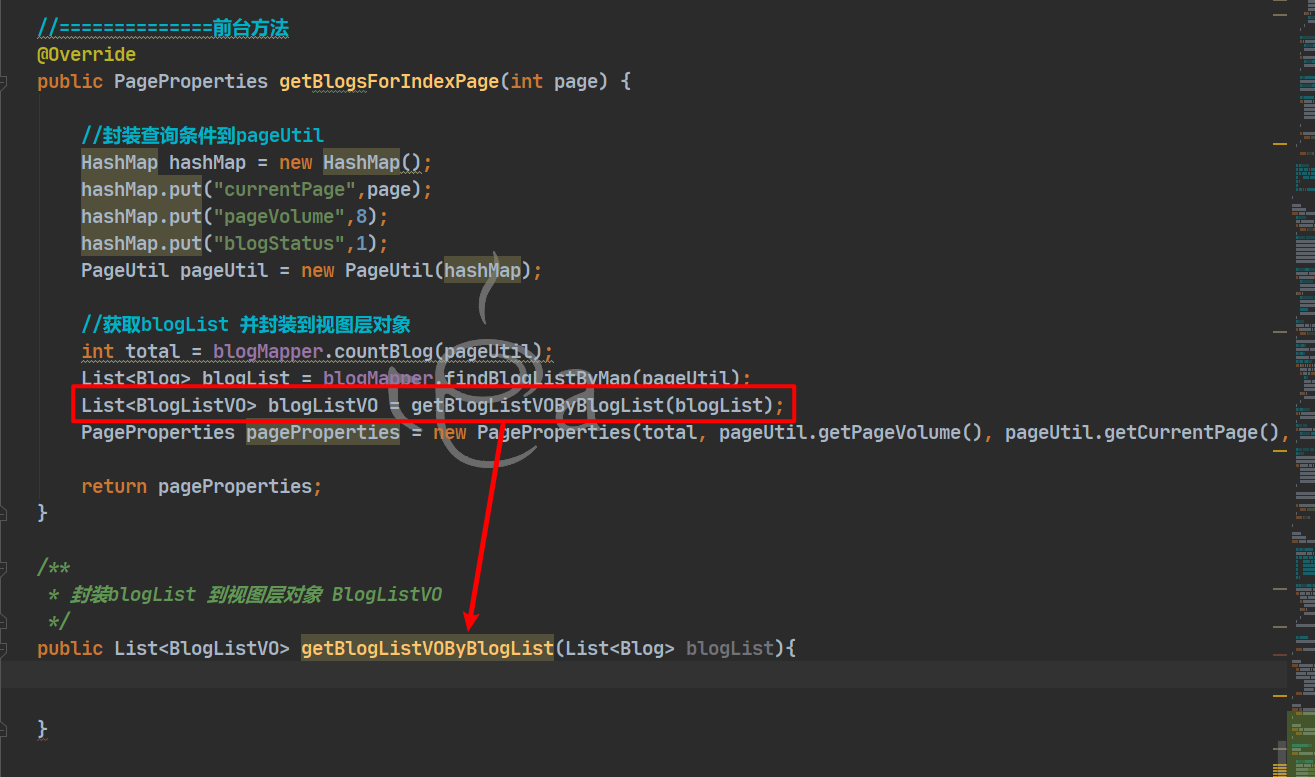 //==============前台方法
@Override
public PageProperties getBlogsForIndexPage(int page) {
//封装查询条件到pageUtil
HashMap hashMap = new HashMap();
hashMap.put("currentPage",page);
hashMap.put("pageVolume",8);
hashMap.put("blogStatus",1);
PageUtil pageUtil = new PageUtil(hashMap);
//获取blogList 并封装到视图层对象
int total = blogMapper.countBlog(pageUtil);
List<Blog> blogList = blogMapper.findBlogListByMap(pageUtil);
List<BlogListVO> blogListVO = getBlogListVOByBlogList(blogList);
PageProperties pageProperties = new PageProperties(total, pageUtil.getPageVolume(), pageUtil.getCurrentPage(),
return pageProperties;
}
/**
* 封装blogList 到视图层对象 BlogListVO
*/
public List<BlogListVO> getBlogListVOByBlogList(List<Blog> blogList){
}